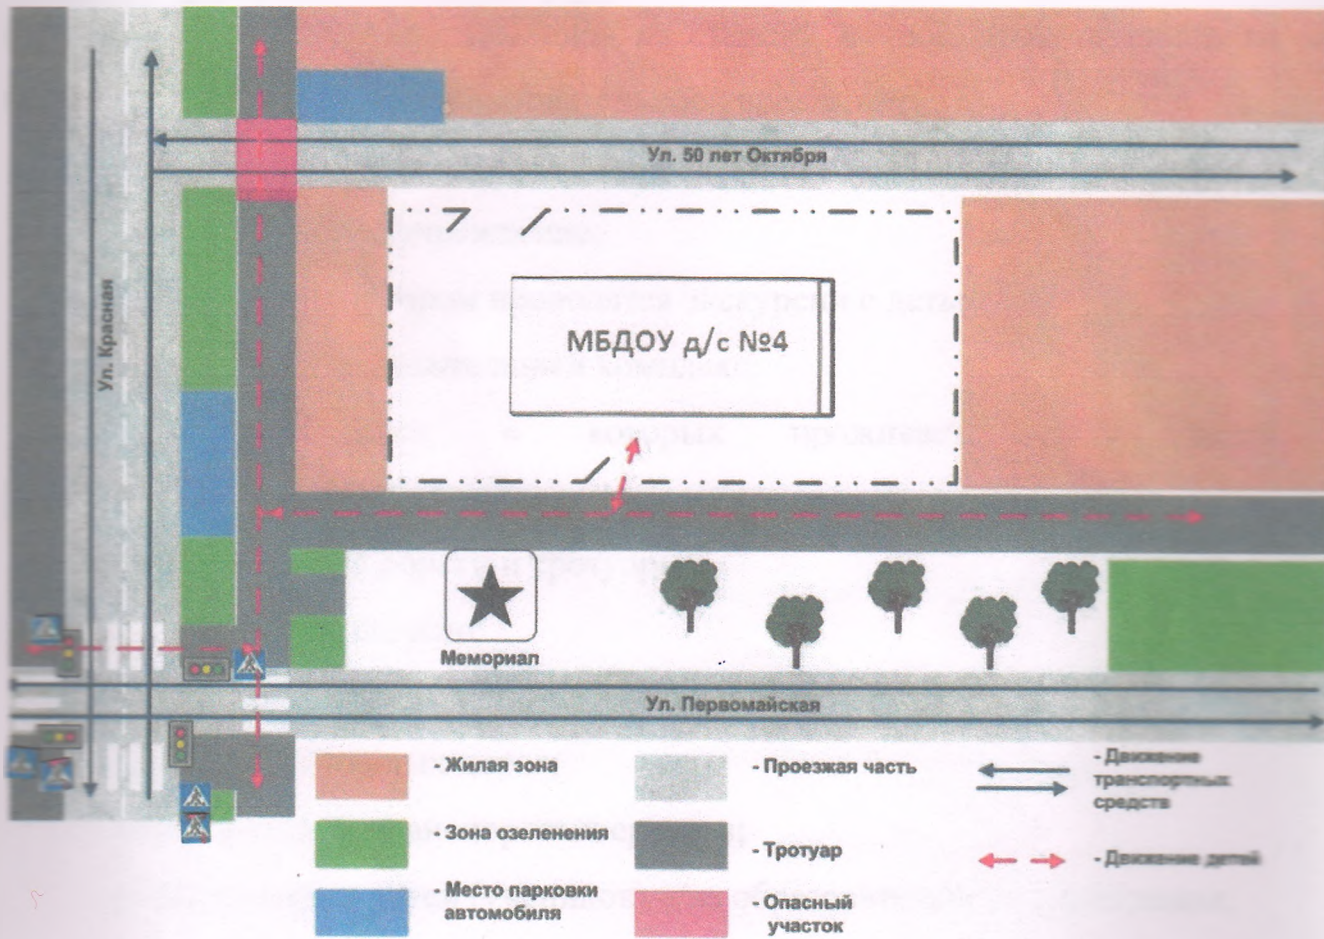 Ул. 50 лет Октября
Ул. Красная
МБДОУ д/с №4
Мемориал
Ул. Первомайская
- Жилая зона
- Зона озеленения
- Место парковки
автомобиля
- Проезжая часть
- Тротуар
- Опасный
участок
- Движение
транспортных
средств
- Движение детей